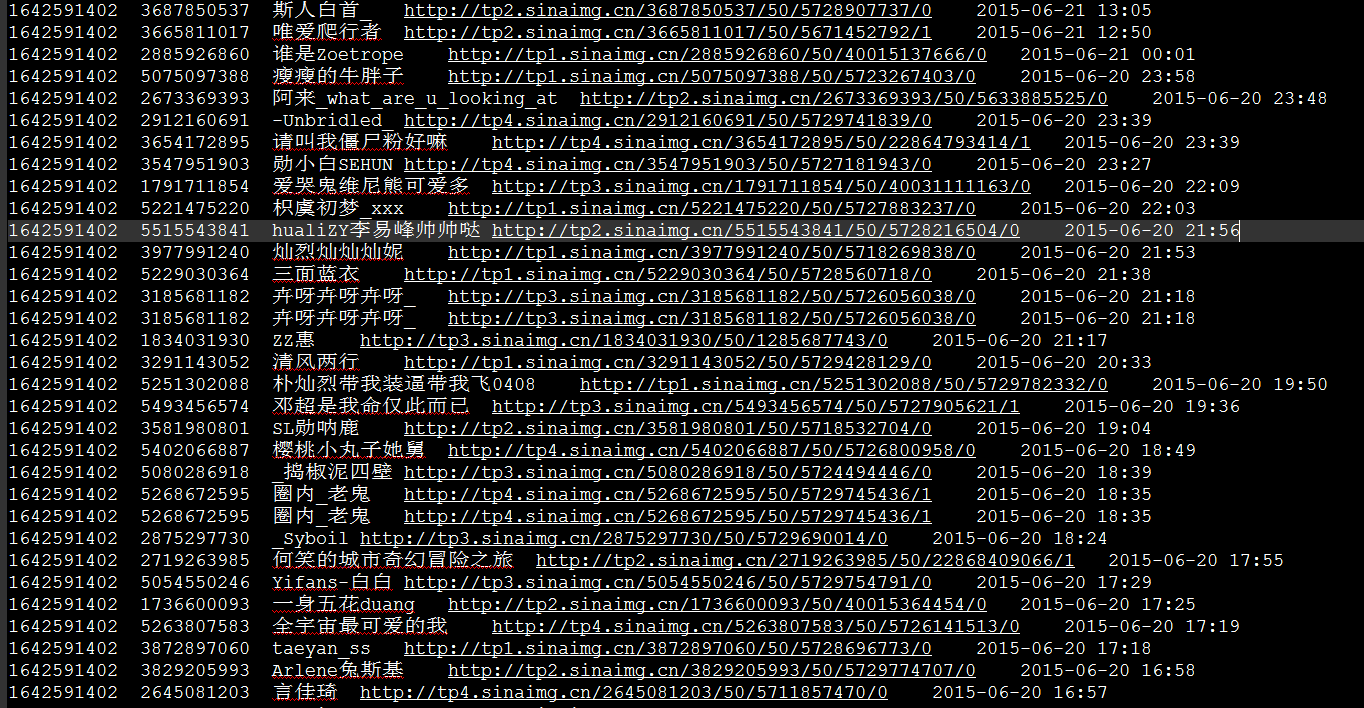 1642591402 3687850537 斯人白首_ http://tp2.sinaimg.cn/3687850537/50/5728907737/0 2015-06-21 13:05
1642591402 3665811017 唯爱爬行者 http://tp2.sinaimg.cn/3665811017/50/5671452792/1 2015-06-21 12:50
1642591402 2885926860 谁是Zoetrope http://tp1.sinaimg.cn/2885926860/50/40015137666/0 2015-06-21 00:01
1642591402 5075097388 瘦瘦的牛胖子 http://tp1.sinaimg.cn/5075097388/50/5723267403/0 2015-06-20 23:58
1642591402 2673369393 阿来_what_are_u_looking_at http://tp2.sinaimg.cn/2673369393/50/5633885525/0 2015-06-20 23:48
1642591402 2912160691 -Unbridled_ http://tp4.sinaimg.cn/2912160691/50/5729741839/0 2015-06-20 23:39
1642591402 3654172895 请叫我僵尸粉好嘛 http://tp4.sinaimg.cn/3654172895/50/22864793414/1 2015-06-20 23:39
1642591402 3547951903 勋小白SEHUN http://tp4.sinaimg.cn/3547951903/50/5727181943/0 2015-06-20 23:27
1642591402 1791711854 爱哭鬼维尼熊可爱多 http://tp3.sinaimg.cn/1791711854/50/40031111163/0 2015-06-20 22:09
1642591402 5221475220 枳虞初梦_xxx http://tp1.sinaimg.cn/5221475220/50/5727883237/0 2015-06-20 22:03
1642591402 5515543841 hualiZY李易峰帅帅哒 http://tp2.sinaimg.cn/5515543841/50/5728216504/0 2015-06-20 21:56
1642591402 3977991240 灿烈灿灿灿妮 http://tp1.sinaimg.cn/3977991240/50/5718269838/0 2015-06-20 21:53
1642591402 5229030364 三面蓝衣 http://tp1.sinaimg.cn/5229030364/50/5728560718/0 2015-06-20 21:38
1642591402 3185681182 卉呀卉呀卉呀_ http://tp3.sinaimg.cn/3185681182/50/5726056038/0 2015-06-20 21:18
1642591402 3185681182 卉呀卉呀卉呀_ http://tp3.sinaimg.cn/3185681182/50/5726056038/0 2015-06-20 21:18
1642591402 1834031930 ZZ惠 http://tp3.sinaimg.cn/1834031930/50/1285687743/0 2015-06-20 21:17
1642591402 3291143052 清风两行 http://tp1.sinaimg.cn/3291143052/50/5729428129/0 2015-06-20 20:33
1642591402 5251302088 朴灿烈带我装逼带我飞0408 http://tp1.sinaimg.cn/5251302088/50/5729782332/0 2015-06-20 19:50
1642591402 5493456574 邓超是我命仅此而已 http://tp3.sinaimg.cn/5493456574/50/5727905621/1 2015-06-20 19:36
1642591402 3581980801 SL勋呐鹿 http://tp2.sinaimg.cn/3581980801/50/5718532704/0 2015-06-20 19:04
1642591402 5402066887 樱桃小丸子她舅 http://tp4.sinaimg.cn/5402066887/50/5726800958/0 2015-06-20 18:49
1642591402 5080286918 _捣椒泥四壁 http://tp3.sinaimg.cn/5080286918/50/5724494446/0 2015-06-20 18:39
1642591402 5268672595 圈内_老鬼 http://tp4.sinaimg.cn/5268672595/50/5729745436/1 2015-06-20 18:35
1642591402 5268672595 圈内_老鬼 http://tp4.sinaimg.cn/5268672595/50/5729745436/1 2015-06-20 18:35
1642591402 2875297730 _Syboil http://tp3.sinaimg.cn/2875297730/50/5729690014/0 2015-06-20 18:24
1642591402 2719263985 何笑的城市奇幻冒险之旅 http://tp2.sinaimg.cn/2719263985/50/22868409066/1 2015-06-20 17:55
1642591402 5054550246 Yifans-白白 http://tp3.sinaimg.cn/5054550246/50/5729754791/0 2015-06-20 17:29
1642591402 1736600093 一身五花duang http://tp2.sinaimg.cn/1736600093/50/40015364454/0 2015-06-20 17:25
1642591402 5263807583 全宇宙最可爱的我 http://tp4.sinaimg.cn/5263807583/50/5726141513/0 2015-06-20 17:19
1642591402 3872897060 taeyan_ss http://tp1.sinaimg.cn/3872897060/50/5728696773/0 2015-06-20 17:18
1642591402 3829205993 Arlene兔斯基 http://tp2.sinaimg.cn/3829205993/50/5729774707/0 2015-06-20 16:58
1642591402 2645081203 言佳琦 http://tp4.sinaimg.cn/2645081203/50/5711857470/0 2015-06-20 16:57